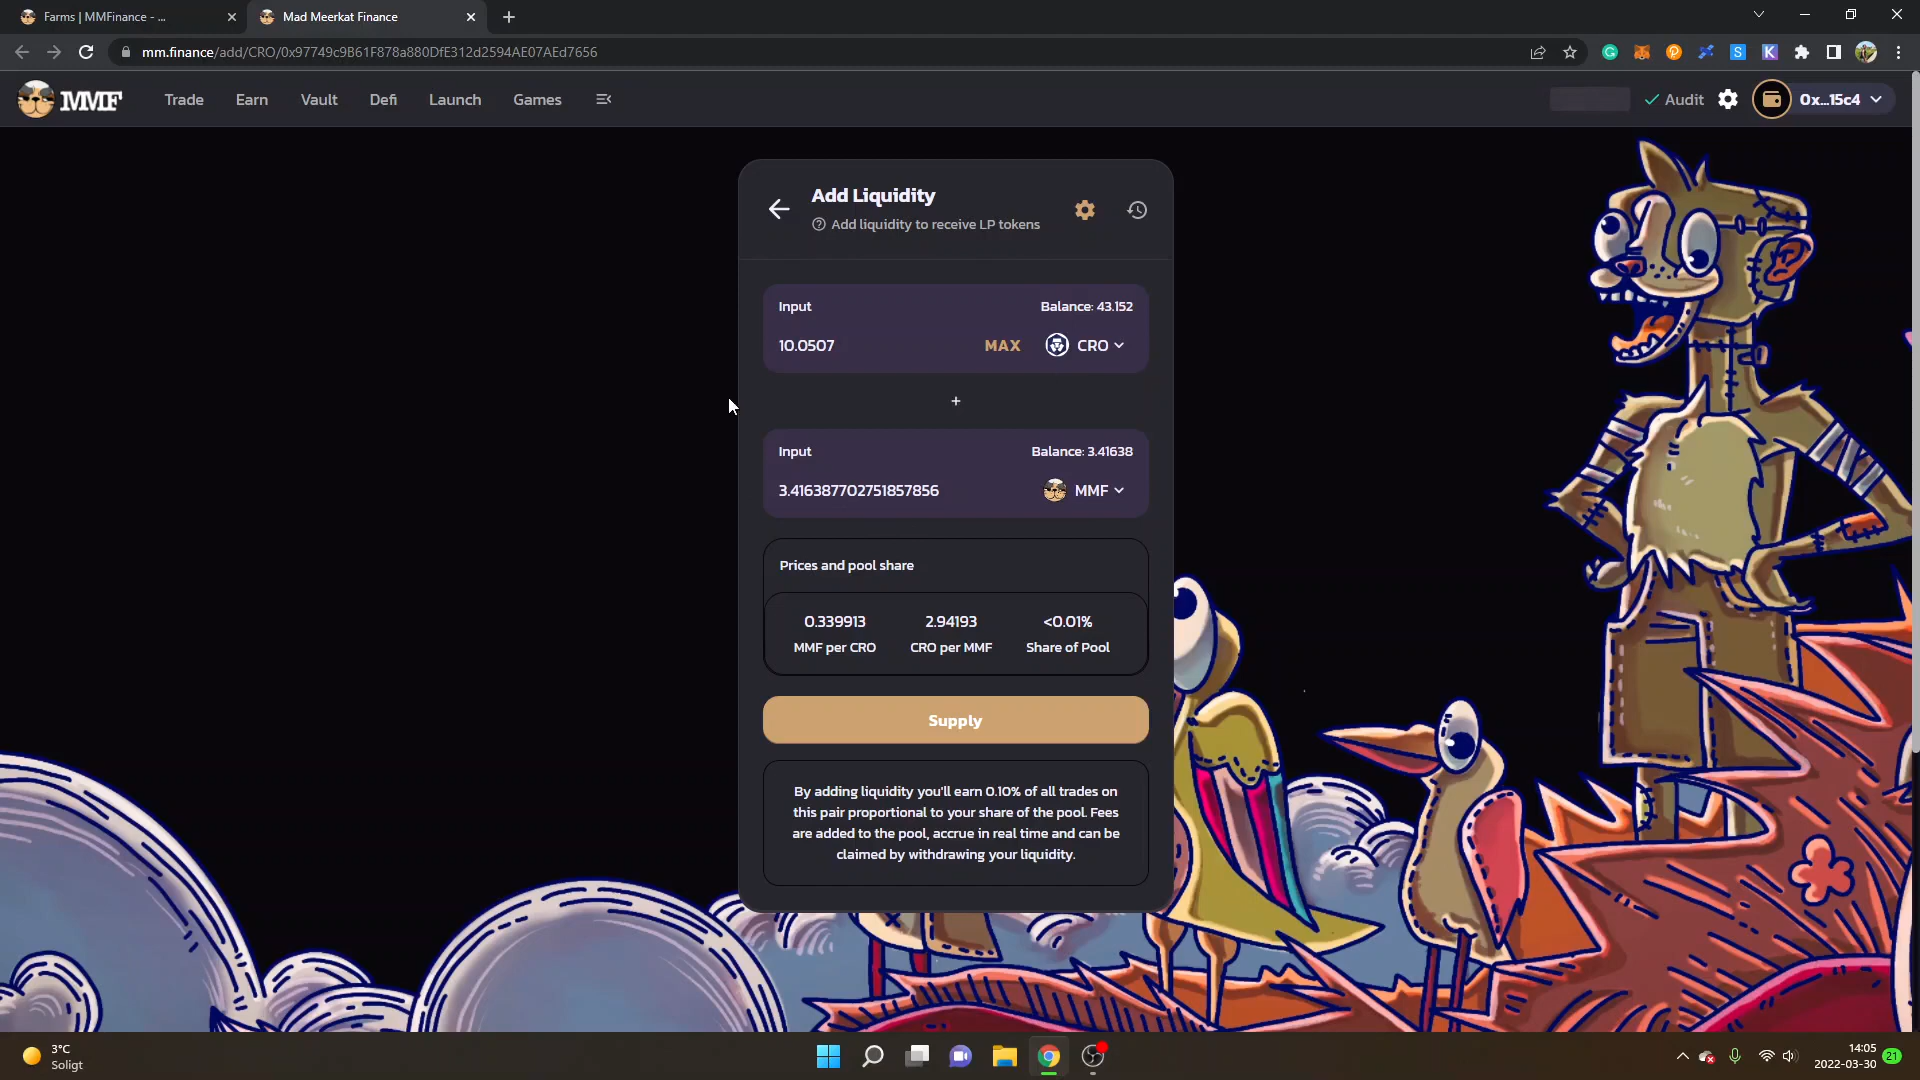 Farms | MMFinance - ...
Mad Meerkat Finance
mm.finance/add/CRO/0x97749c9B61F878a880DfE312d2594AE07AEd7656
MMF
Trade
Earn
Vault
Defi
Launch
Games
Audit
0x...15c4
Add Liquidity
Add liquidity to receive LP tokens
Input
Balance: 43.152
10.0507
MAX
CRO
+
Input
Balance: 3.41638
3.416387702751857856
MMF
Prices and pool share
0.339913
2.94193
<0.01%
MMF per CRO
CRO per MMF
Share of Pool
Supply
By adding liquidity you'll earn 0.10% of all trades on
this pair proportional to your share of the pool. Fees
are added to the pool, accrue in real time and can be
claimed by withdrawing your liquidity.
3°C
Soligt
14:05
2022-03-30
21